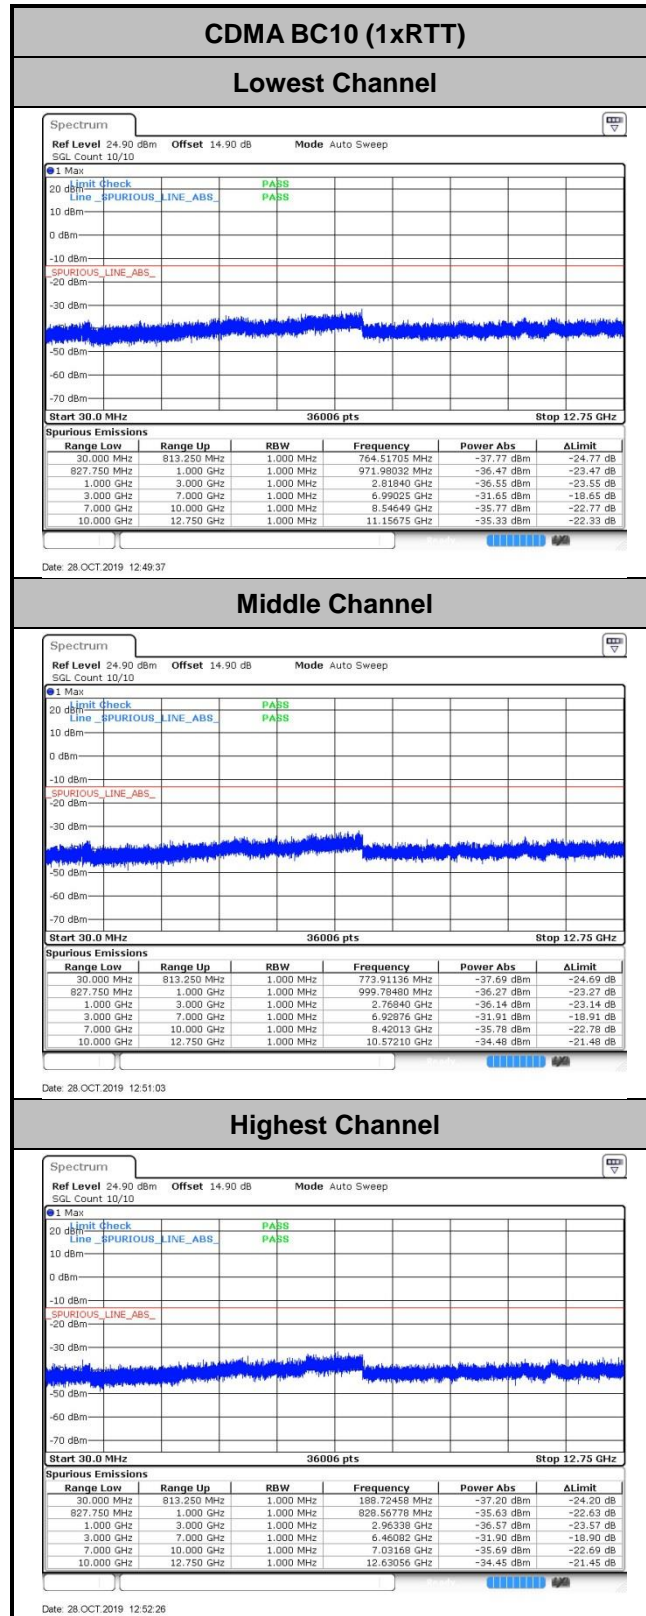 CDMA BC10 (1xRTT)
Lowest Channel
Spectrum
Ref Level 24.90 dBm Offset 14.90 dB Mode Auto Sweep
SGL Count 10/10
1 Max
Limit Check PASS
20 dBm
Line _SPURIOUS_LINE_ABS_ PASS
10 dBm
0 dBm
-10 dBm
_SPURIOUS_LINE_ABS_
-20 dBm
-30 dBm
-50 dBm
-60 dBm
-70 dBm
Start 30.0 MHz 36006 pts Stop 12.75 GHz
Spurious Emissions
Range Low Range Up RBW Frequency Power Abs ΔLimit
30.000 MHz 813.250 MHz 1.000 MHz 764.51705 MHz -37.77 dBm -24.77 dB
827.750 MHz 1.000 GHz 1.000 MHz 971.98032 MHz -36.47 dBm -23.47 dB
1.000 GHz 3.000 GHz 1.000 MHz 2.81840 GHz -36.55 dBm -23.55 dB
3.000 GHz 7.000 GHz 1.000 MHz 6.99025 GHz -31.65 dBm -18.65 dB
7.000 GHz 10.000 GHz 1.000 MHz 8.54649 GHz -35.77 dBm -22.77 dB
10.000 GHz 12.750 GHz 1.000 MHz 11.15675 GHz -35.33 dBm -22.33 dB
Date: 28.OCT.2019 12:49:37
Middle Channel
Spectrum
Ref Level 24.90 dBm Offset 14.90 dB Mode Auto Sweep
SGL Count 10/10
1 Max
Limit Check PASS
20 dBm
Line _SPURIOUS_LINE_ABS_ PASS
10 dBm
0 dBm
-10 dBm
_SPURIOUS_LINE_ABS_
-20 dBm
-30 dBm
-50 dBm
-60 dBm
-70 dBm
Start 30.0 MHz 36006 pts Stop 12.75 GHz
Spurious Emissions
Range Low Range Up RBW Frequency Power Abs ΔLimit
30.000 MHz 813.250 MHz 1.000 MHz 773.91136 MHz -37.69 dBm -24.69 dB
827.750 MHz 1.000 GHz 1.000 MHz 999.78480 MHz -36.27 dBm -23.27 dB
1.000 GHz 3.000 GHz 1.000 MHz 2.76840 GHz -36.14 dBm -23.14 dB
3.000 GHz 7.000 GHz 1.000 MHz 6.92876 GHz -31.91 dBm -18.91 dB
7.000 GHz 10.000 GHz 1.000 MHz 8.42013 GHz -35.78 dBm -22.78 dB
10.000 GHz 12.750 GHz 1.000 MHz 10.57210 GHz -34.48 dBm -21.48 dB
Date: 28.OCT.2019 12:51:03
Highest Channel
Spectrum
Ref Level 24.90 dBm Offset 14.90 dB Mode Auto Sweep
SGL Count 10/10
1 Max
Limit Check PASS
20 dBm
Line _SPURIOUS_LINE_ABS_ PASS
10 dBm
0 dBm
-10 dBm
_SPURIOUS_LINE_ABS_
-20 dBm
-30 dBm
-50 dBm
-60 dBm
-70 dBm
Start 30.0 MHz 36006 pts Stop 12.75 GHz
Spurious Emissions
Range Low Range Up RBW Frequency Power Abs ΔLimit
30.000 MHz 813.250 MHz 1.000 MHz 188.72458 MHz -37.20 dBm -24.20 dB
827.750 MHz 1.000 GHz 1.000 MHz 828.56778 MHz -35.63 dBm -22.63 dB
1.000 GHz 3.000 GHz 1.000 MHz 2.96338 GHz -36.57 dBm -23.57 dB
3.000 GHz 7.000 GHz 1.000 MHz 6.46082 GHz -31.90 dBm -18.90 dB
7.000 GHz 10.000 GHz 1.000 MHz 7.03168 GHz -35.69 dBm -22.69 dB
10.000 GHz 12.750 GHz 1.000 MHz 12.63056 GHz -34.45 dBm -21.45 dB
Date: 28.OCT.2019 12:52:26